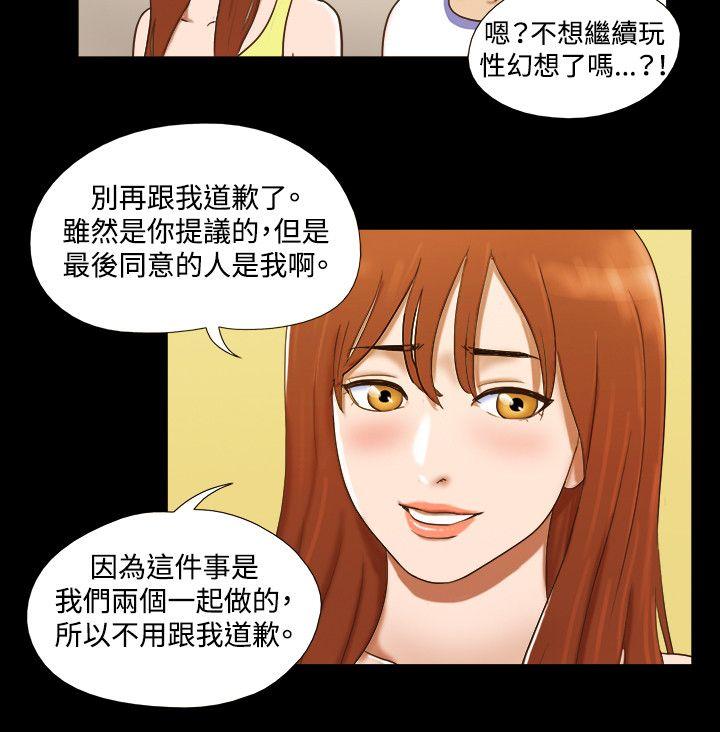 嗯？不想繼續玩
性幻想了嗎...？！
別再跟我道歉了。
雖然是你提議的，但是
最後同意的人是我啊。
因為這件事是
我們兩個一起做的，
所以不用跟我道歉。